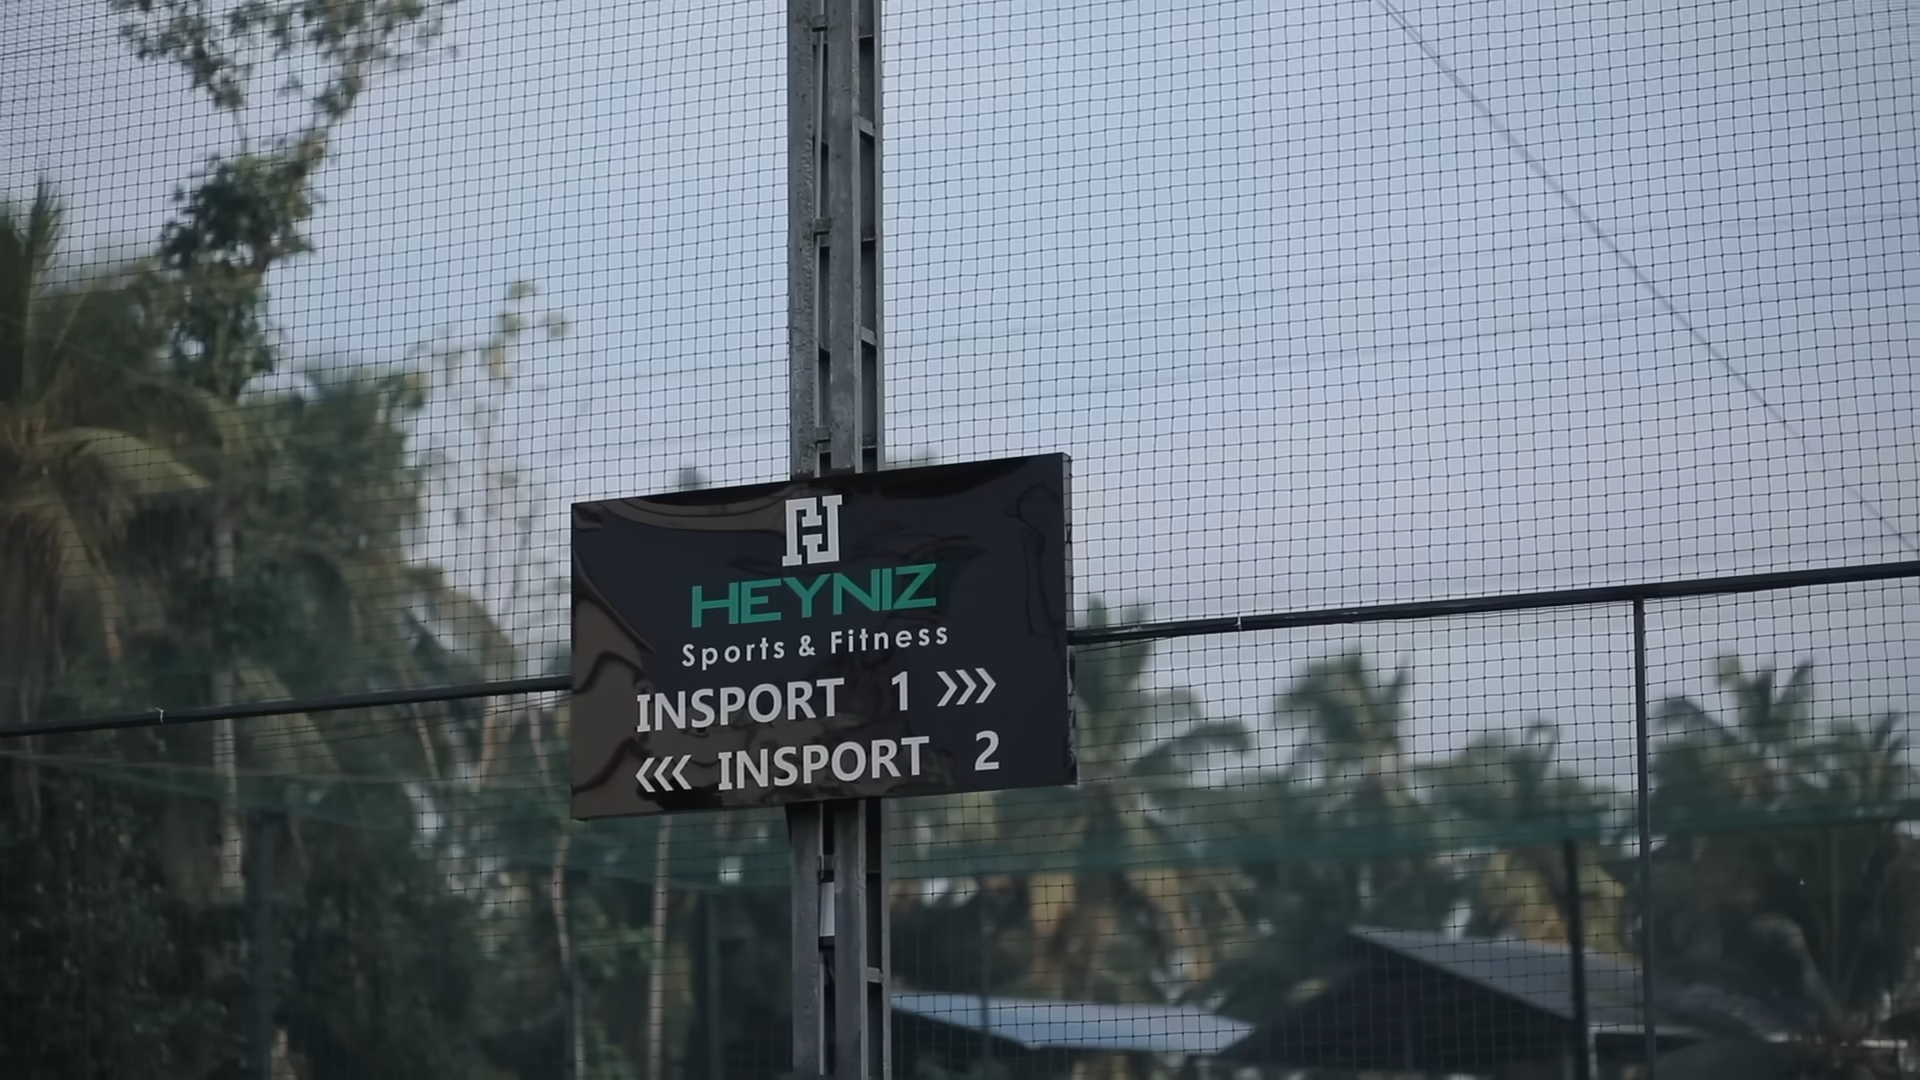 HEYNIZ
Sports & Fitness
INSPORT 1 >>>
<<< INSPORT 2